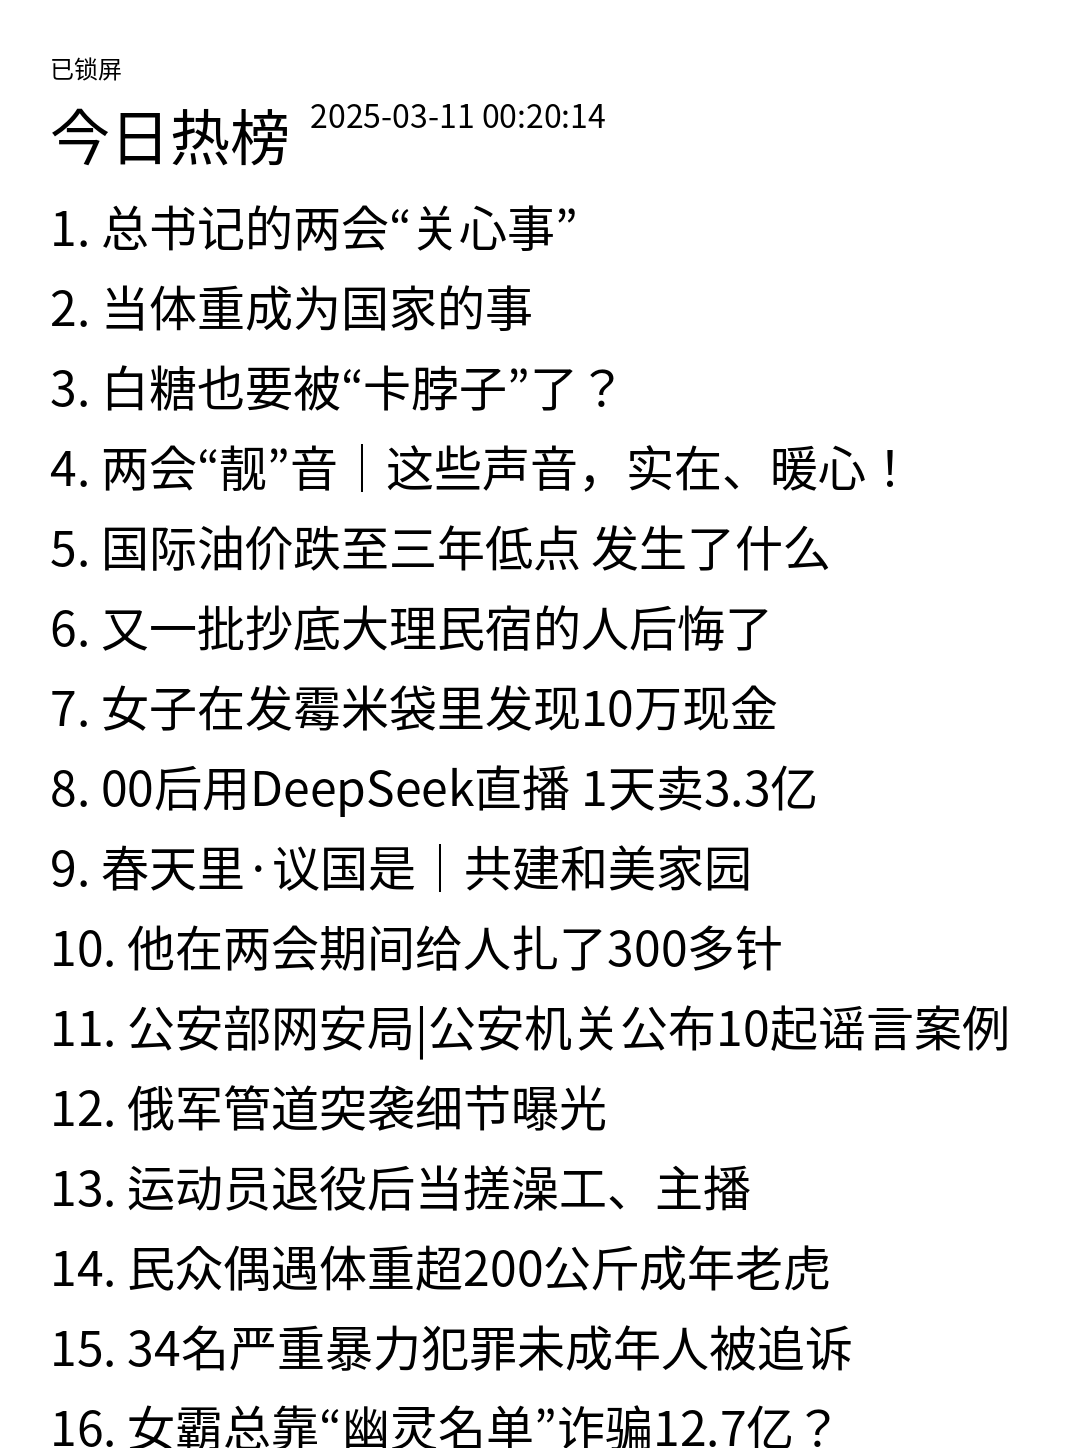 已锁屏
今日热榜 2025-03-11 00:20:14
1. 总书记的两会“关心事”
2. 当体重成为国家的事
3. 白糖也要被“卡脖子”了？
4. 两会“靓”音｜这些声音，实在、暖心！
5. 国际油价跌至三年低点 发生了什么
6. 又一批抄底大理民宿的人后悔了
7. 女子在发霉米袋里发现10万现金
8. 00后用DeepSeek直播 1天卖3.3亿
9. 春天里·议国是｜共建和美家园
10. 他在两会期间给人扎了300多针
11. 公安部网安局|公安机关公布10起谣言案例
12. 俄军管道突袭细节曝光
13. 运动员退役后当搓澡工、主播
14. 民众偶遇体重超200公斤成年老虎
15. 34名严重暴力犯罪未成年人被追诉
16. 女霸总靠“幽灵名单”诈骗12.7亿？